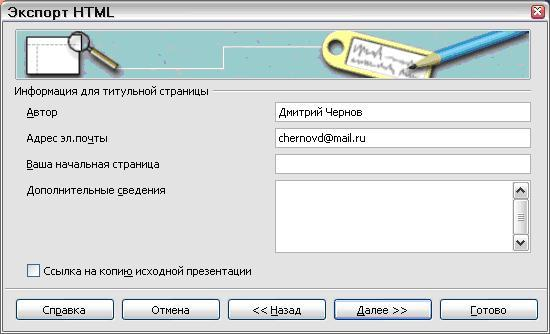 Экспорт HTML
Информация для титульной страницы
Автор
Дмитрий Чернов
Адрес эл.почты
chernovd@mail.ru
Ваша начальная страница
Дополнительные сведения
Ссылка на копию исходной презентации
Справка
Отмена
<< Назад
Далее >>
Готово